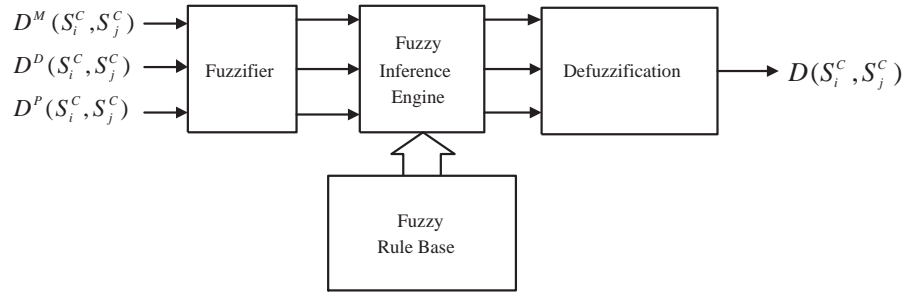 D^M(S_i^C, S_j^C)
D^D(S_i^C, S_j^C)
D^P(S_i^C, S_j^C)
Fuzzifier
Fuzzy
Inference
Engine
Defuzzification
D(S_i^C, S_j^C)
Fuzzy
Rule Base